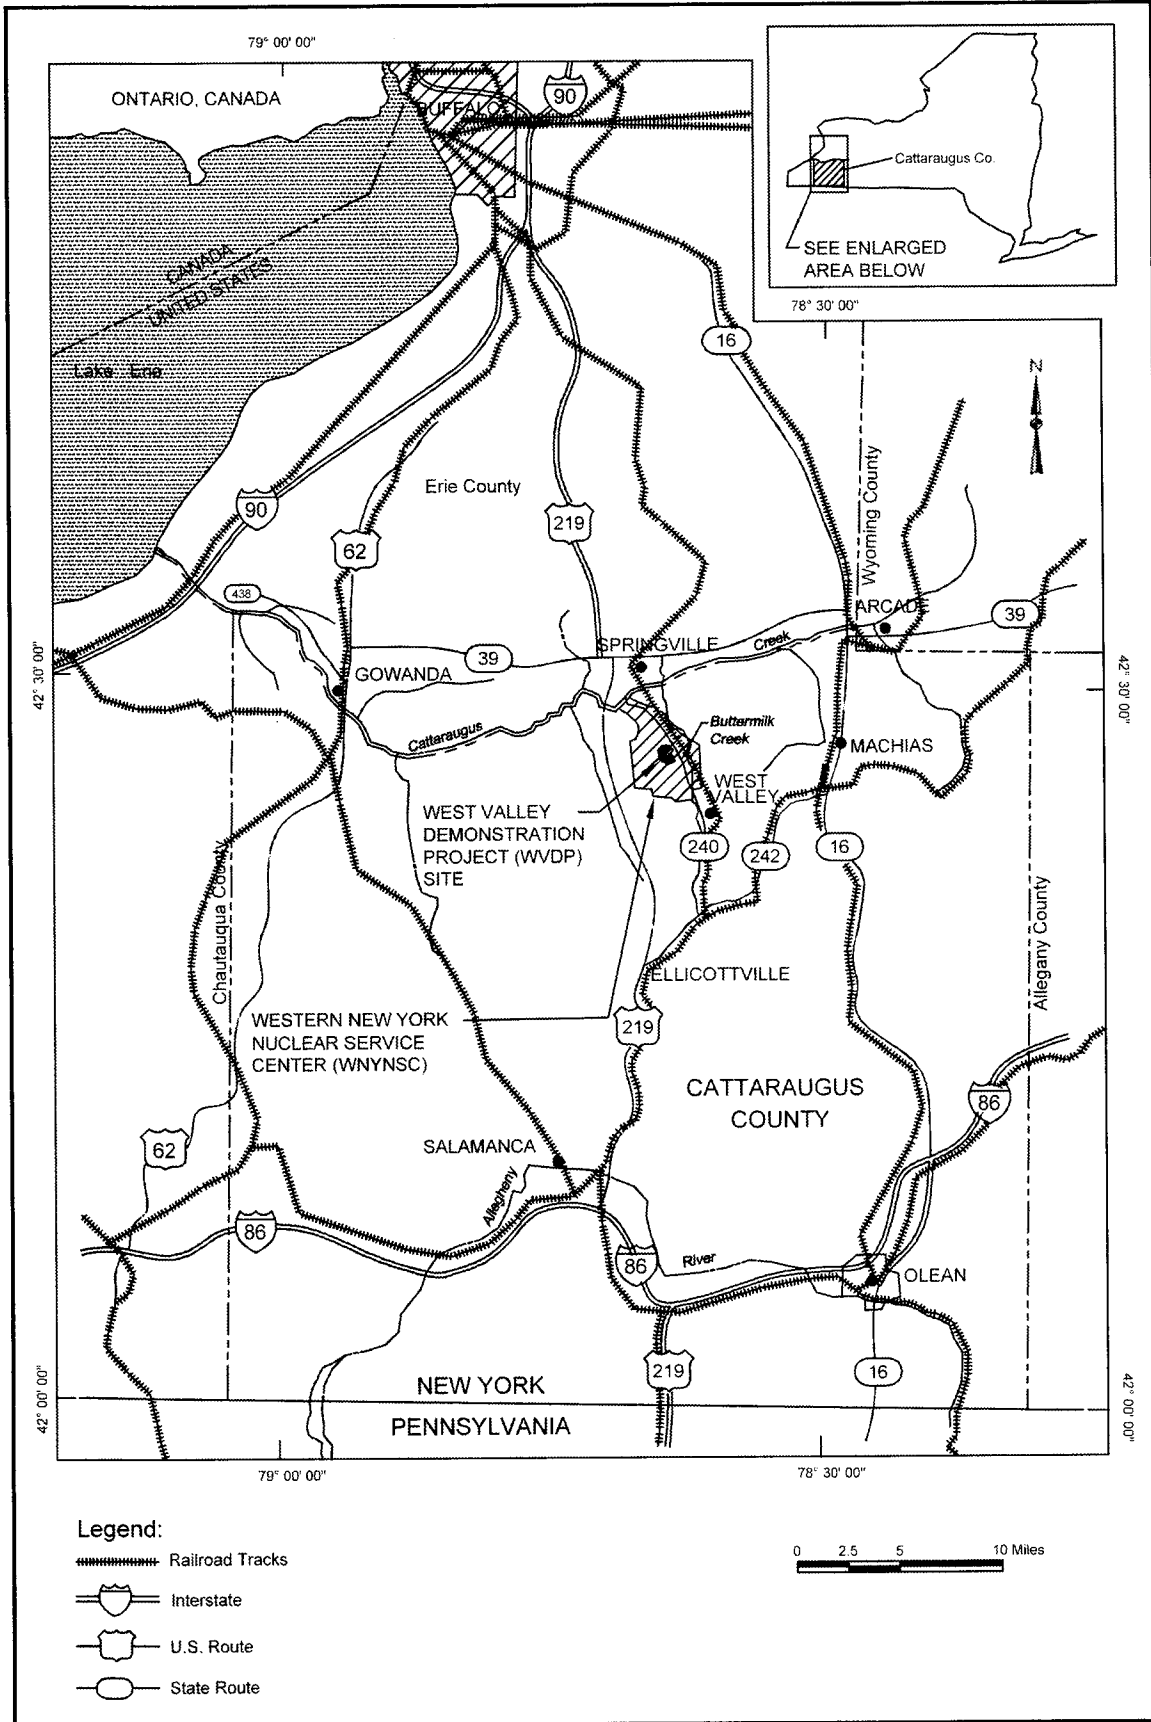 79° 00' 00"
ONTARIO, CANADA
BUFFALO
90
Cattaraugus Co.
SEE ENLARGED
AREA BELOW
CANADA
UNITED STATES
78° 30' 00"
16
Lake Erie
N
Erie County
90
219
62
Wyoming County
438
ARCADE
39
SPRINGVILLE
Creek
39
GOWANDA
42° 30' 00"
42° 30' 00"
Cattaraugus
Buttermilk
Creek
MACHIAS
WEST
VALLEY
WEST VALLEY
DEMONSTRATION
PROJECT (WVDP)
SITE
240
242
16
Chautauqua County
Allegany County
ELLICOTTVILLE
WESTERN NEW YORK
NUCLEAR SERVICE
CENTER (WNYNSC)
219
CATTARAUGUS
COUNTY
86
62
SALAMANCA
Allegheny
86
86
River
OLEAN
219
16
NEW YORK
PENNSYLVANIA
42° 00' 00"
42° 00' 00"
79° 00' 00"
78° 30' 00"
Legend:
Railroad Tracks
Interstate
U.S. Route
State Route
0 2.5 5 10 Miles